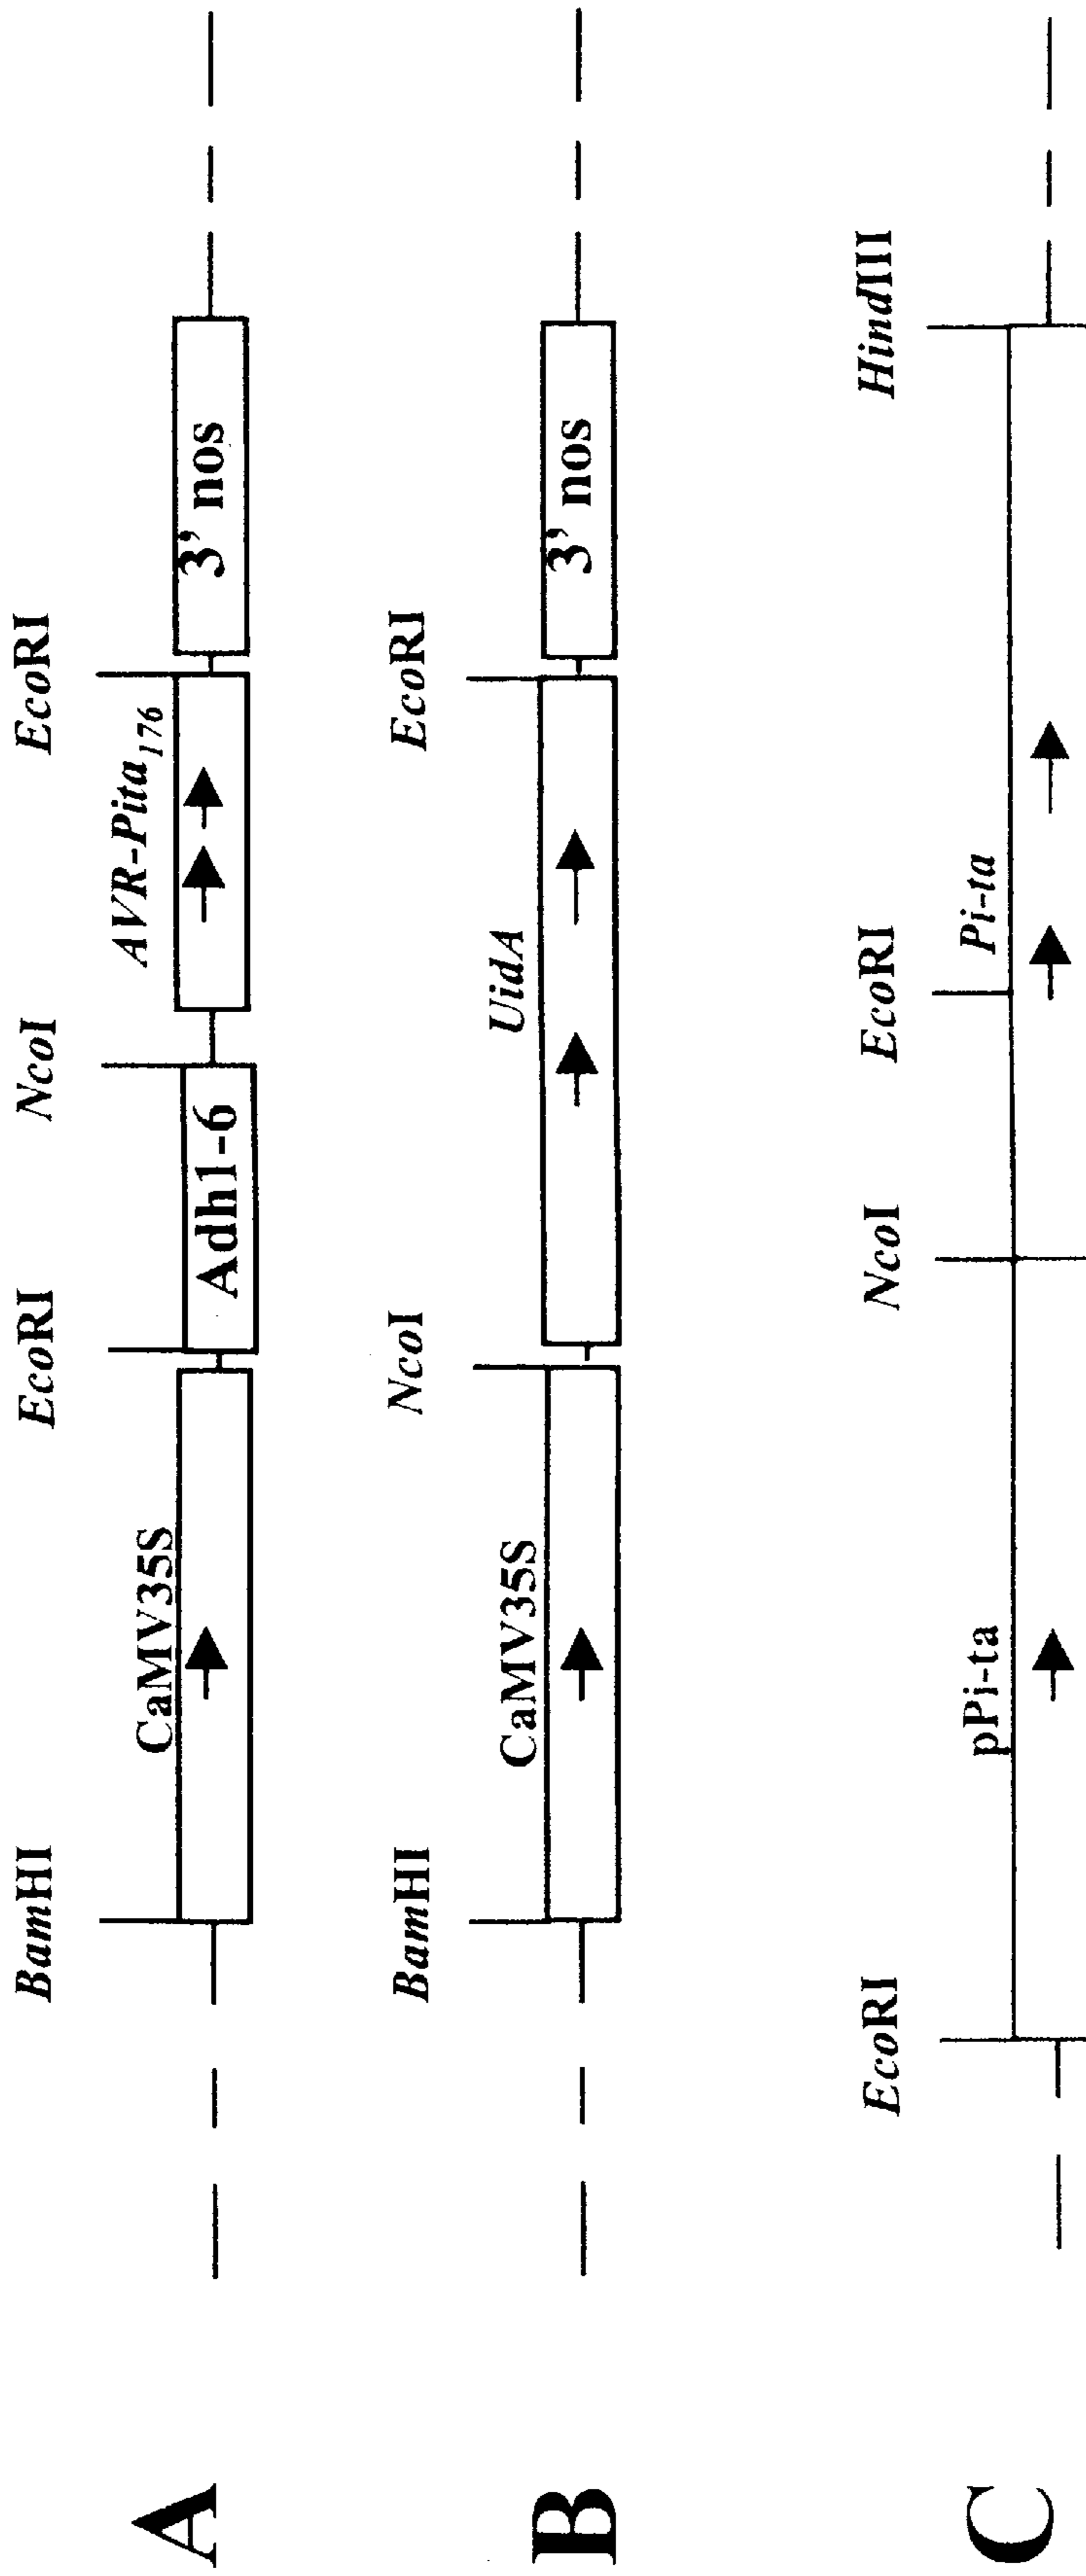 A
BamHI EcoRI NcoI EcoRI
CaMV35S Adh1-6 AVR-Pita176 3' nos
B
BamHI NcoI EcoRI
CaMV35S UidA 3' nos
C
EcoRI NcoI EcoRI HindIII
pPi-ta Pi-ta